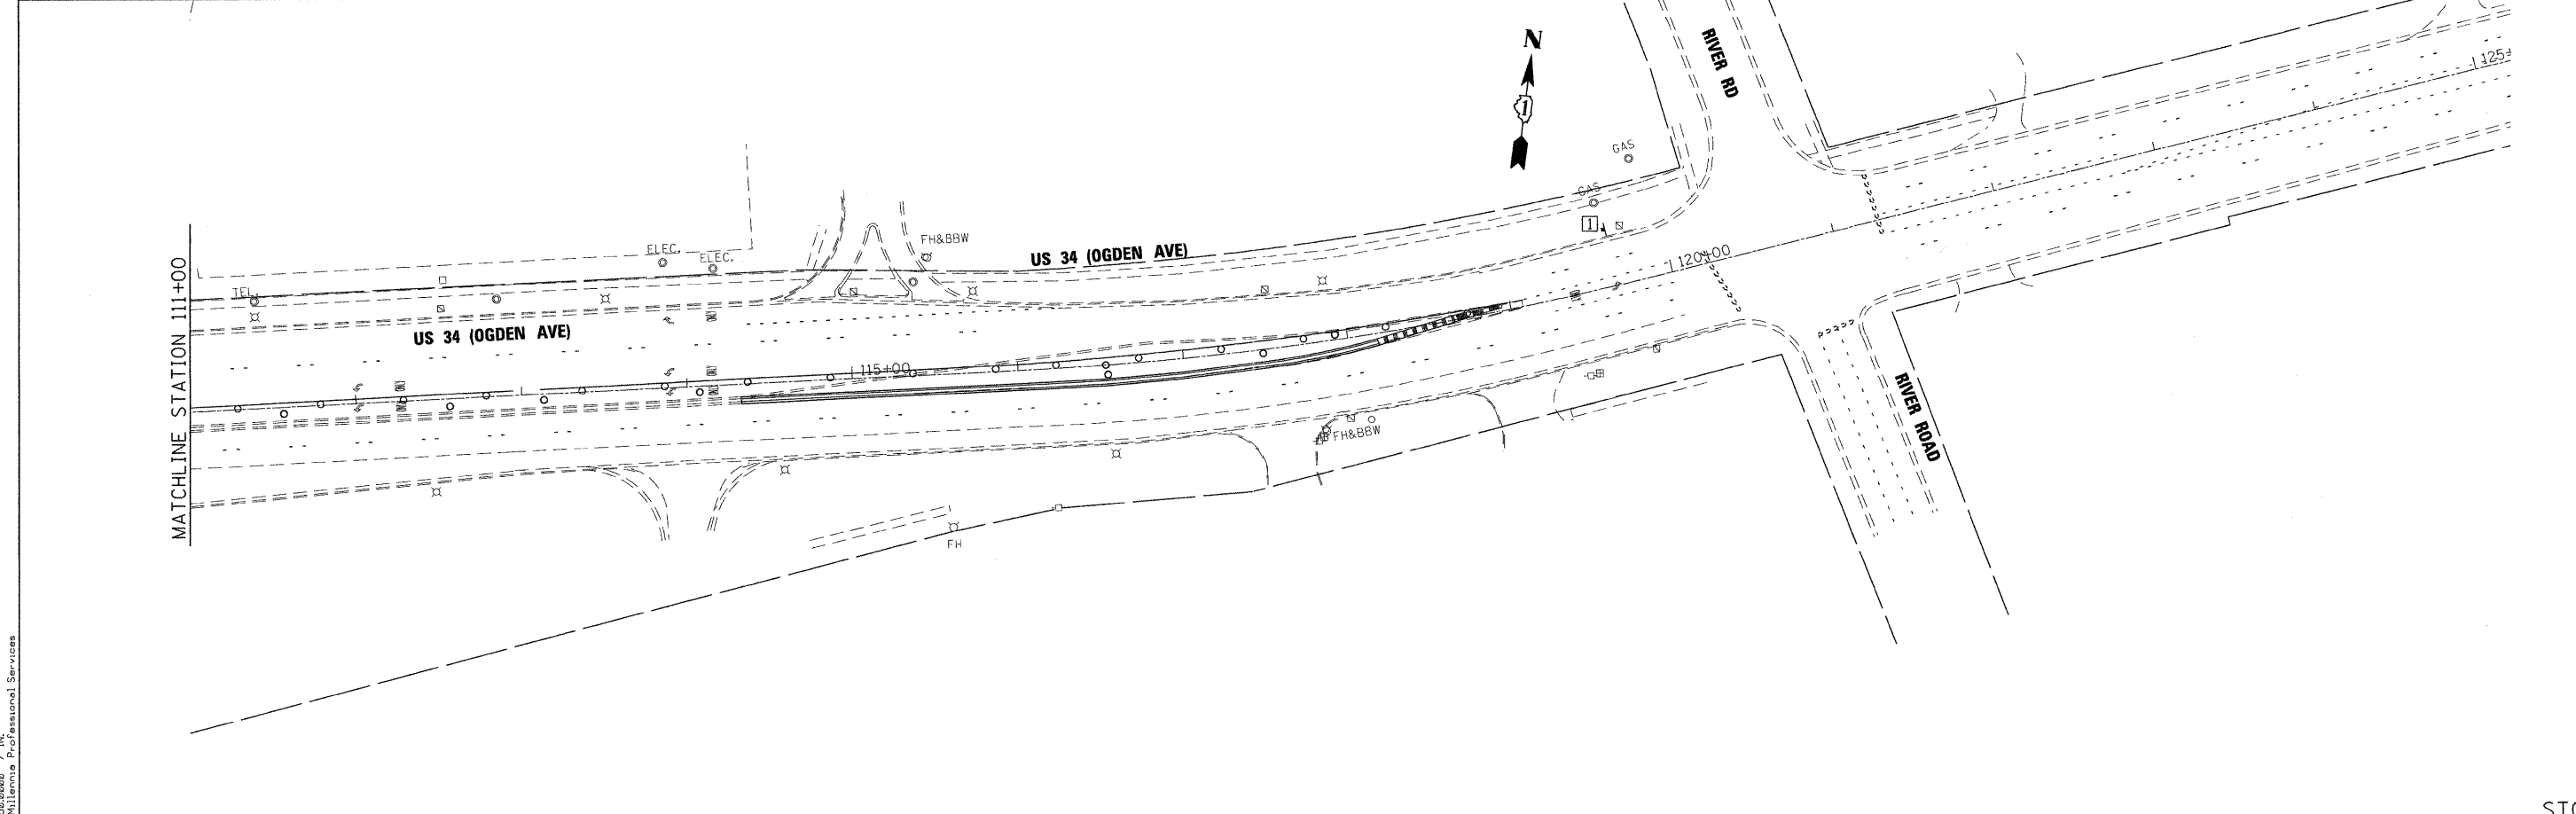 N
1
RIVER RD
GAS
GAS
1
ELEC.
ELEC.
FH&BBW
US 34 (OGDEN AVE)
120+00
TEL.
US 34 (OGDEN AVE)
115+00
MATCHLINE STATION 111+00
FH&BBW
RIVER ROAD
FH
Millennia Professional Services